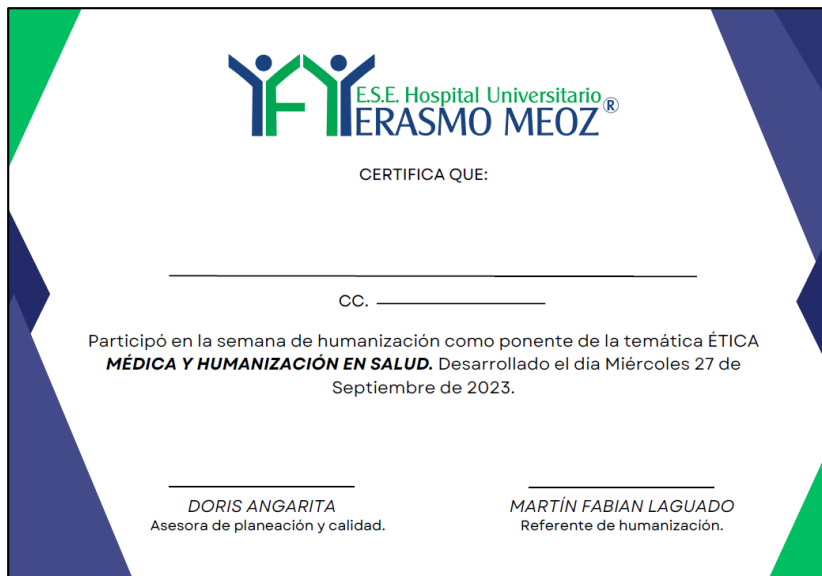 E.S.E. Hospital Universitario
ERASMO MEOZ®
CERTIFICA QUE:
CC.
Participó en la semana de humanización como ponente de la temática ÉTICA
MÉDICA Y HUMANIZACIÓN EN SALUD. Desarrollado el día Miércoles 27 de
Septiembre de 2023.
DORIS ANGARITA
Asesora de planeación y calidad.
MARTÍN FABIAN LAGUADO
Referente de humanización.